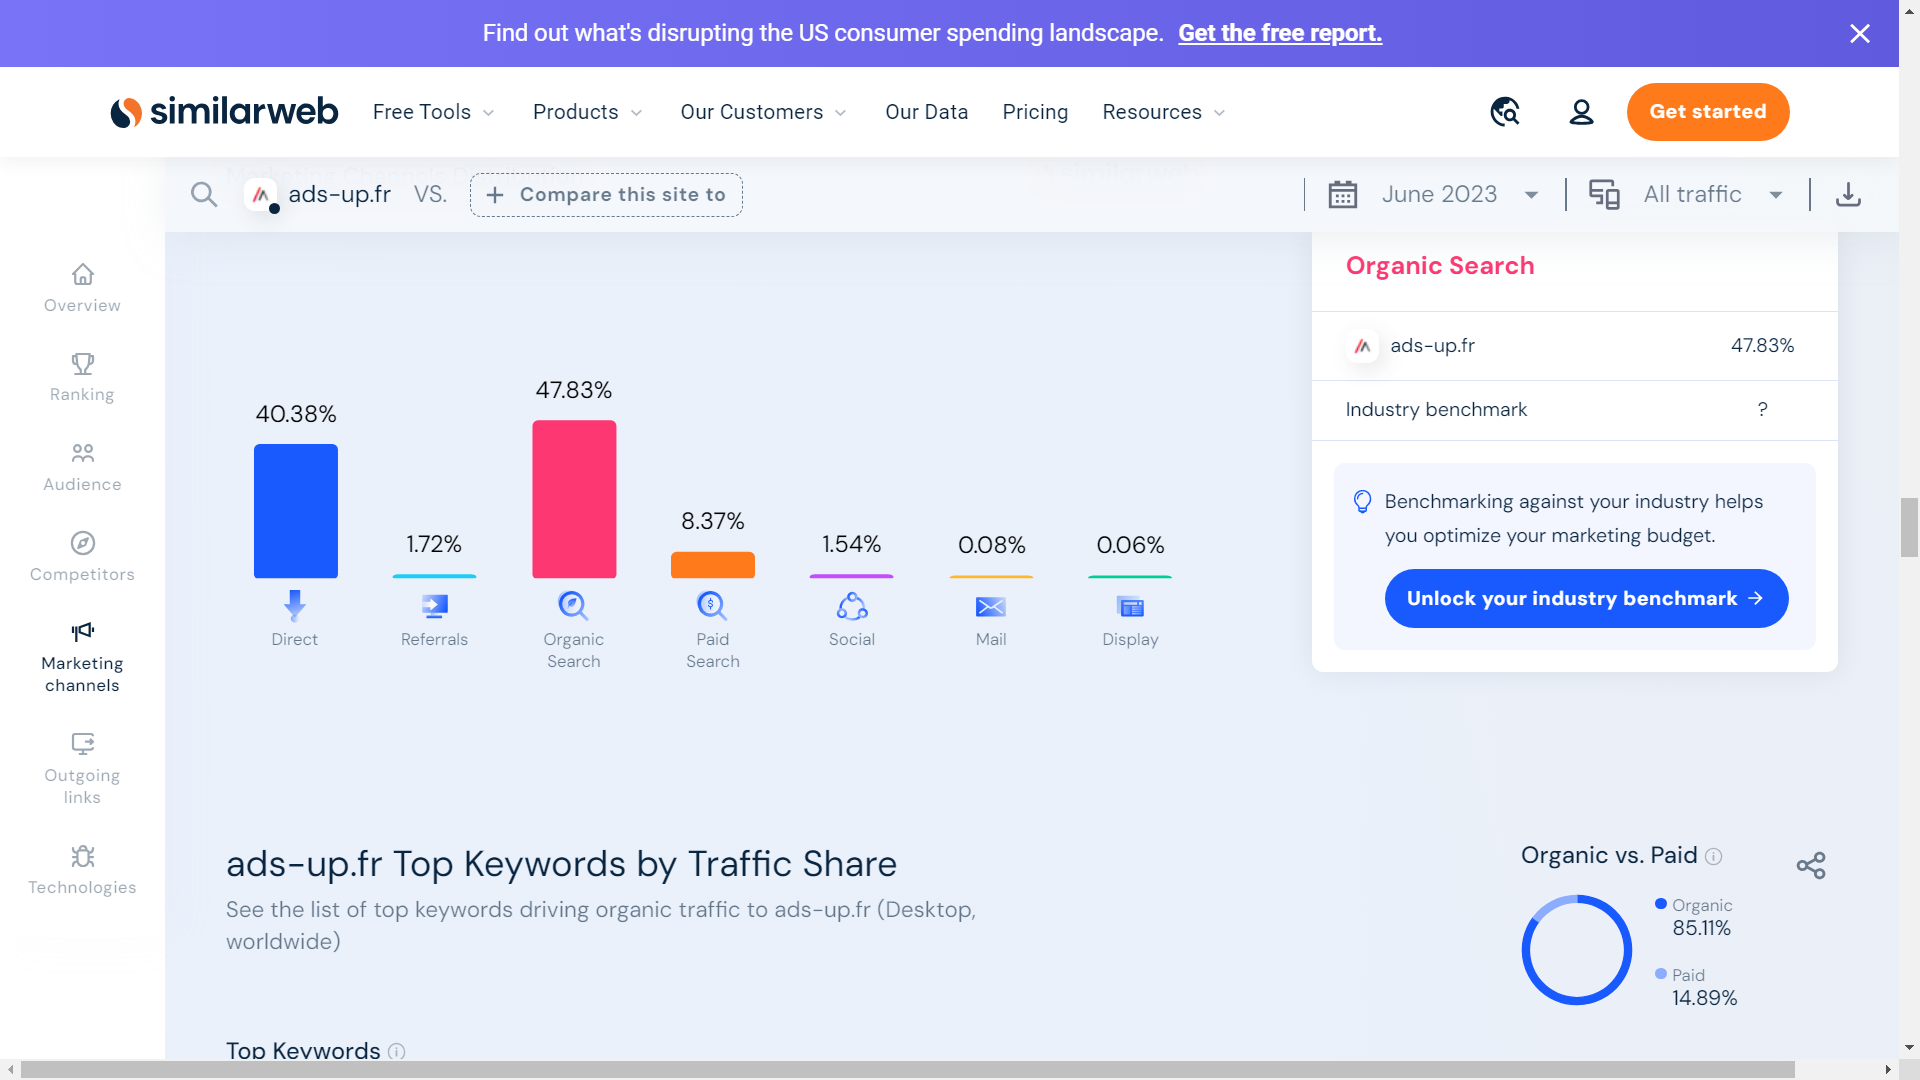 Find out what's disrupting the US consumer spending landscape. Get the free report.
similarweb
Free Tools
Products
Our Customers
Our Data
Pricing
Resources
Get started
ads-up.fr
VS.
+ Compare this site to
June 2023
All traffic
Overview
Ranking
Audience
Competitors
Marketing
channels
Outgoing
links
Technologies
40.38%
1.72%
47.83%
8.37%
1.54%
0.08%
0.06%
Direct
Referrals
Organic
Search
Paid
Search
Social
Mail
Display
Organic Search
ads-up.fr 47.83%
Industry benchmark ?
Benchmarking against your industry helps
you optimize your marketing budget.
Unlock your industry benchmark →
ads-up.fr Top Keywords by Traffic Share
See the list of top keywords driving organic traffic to ads-up.fr (Desktop,
worldwide)
Organic vs. Paid
Organic
85.11%
Paid
14.89%
Top Keywords